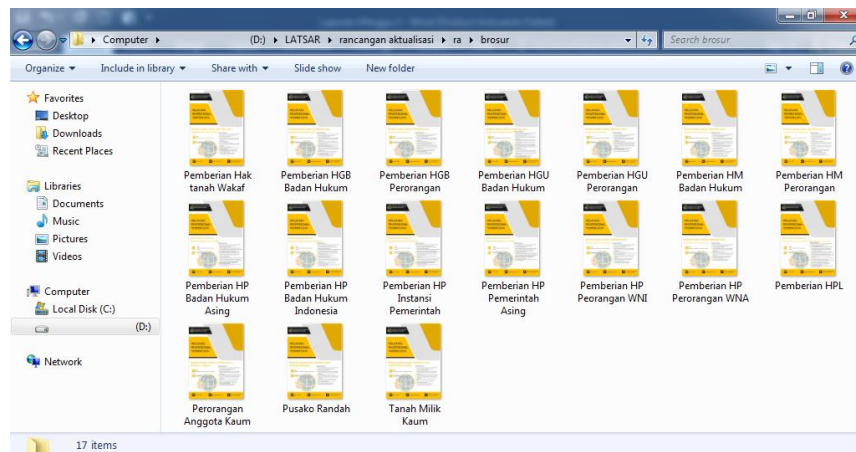 Computer (D:) LATSAR rancangan aktualisasi ra brosur Search brosur
Organize Include in library Share with Slide show New folder
Favorites
Desktop
Downloads
Recent Places
Libraries
Documents
Music
Pictures
Videos
Computer
Local Disk (C:)
(D:)
Network
Pemberian Hak
tanah Wakaf
Pemberian HGB
Badan Hukum
Pemberian HGB
Perorangan
Pemberian HGU
Badan Hukum
Pemberian HGU
Perorangan
Pemberian HM
Badan Hukum
Pemberian HM
Perorangan
Pemberian HP
Badan Hukum
Asing
Pemberian HP
Badan Hukum
Indonesia
Pemberian HP
Instansi
Pemerintah
Pemberian HP
Pemerintah
Asing
Pemberian HP
Peorangan WNI
Pemberian HP
Perorangan WNA
Pemberian HPL
Perorangan
Anggota Kaum
Pusako Randah
Tanah Milik
Kaum
17 items